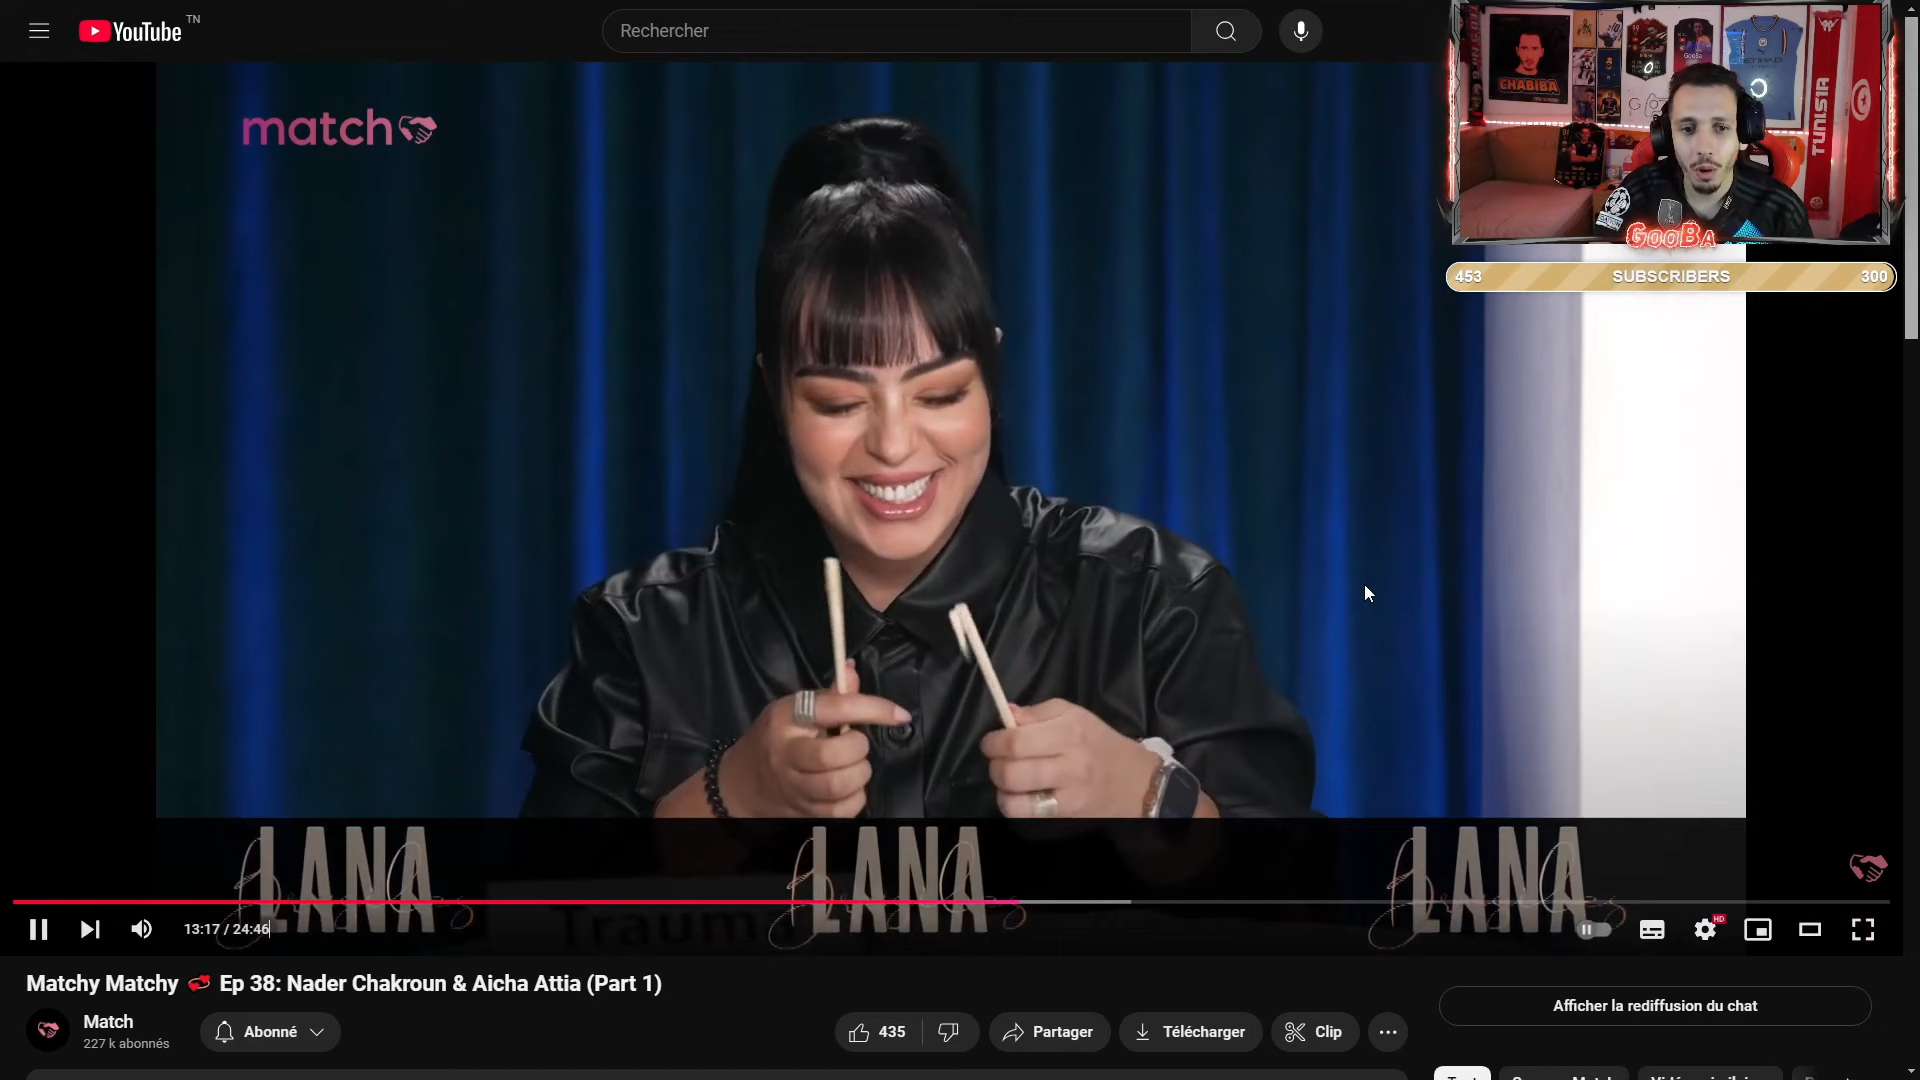 YouTube TN
Rechercher
match
CHABIBA
TUNISIA
GooBa
453 SUBSCRIBERS 300
LANA LANA LANA
Trauma
13:17 / 24:46
HD
Matchy Matchy 💞 Ep 38: Nader Chakroun & Aicha Attia (Part 1)
Match
227 k abonnés
Abonné
435
Partager
Télécharger
Clip
Afficher la rediffusion du chat